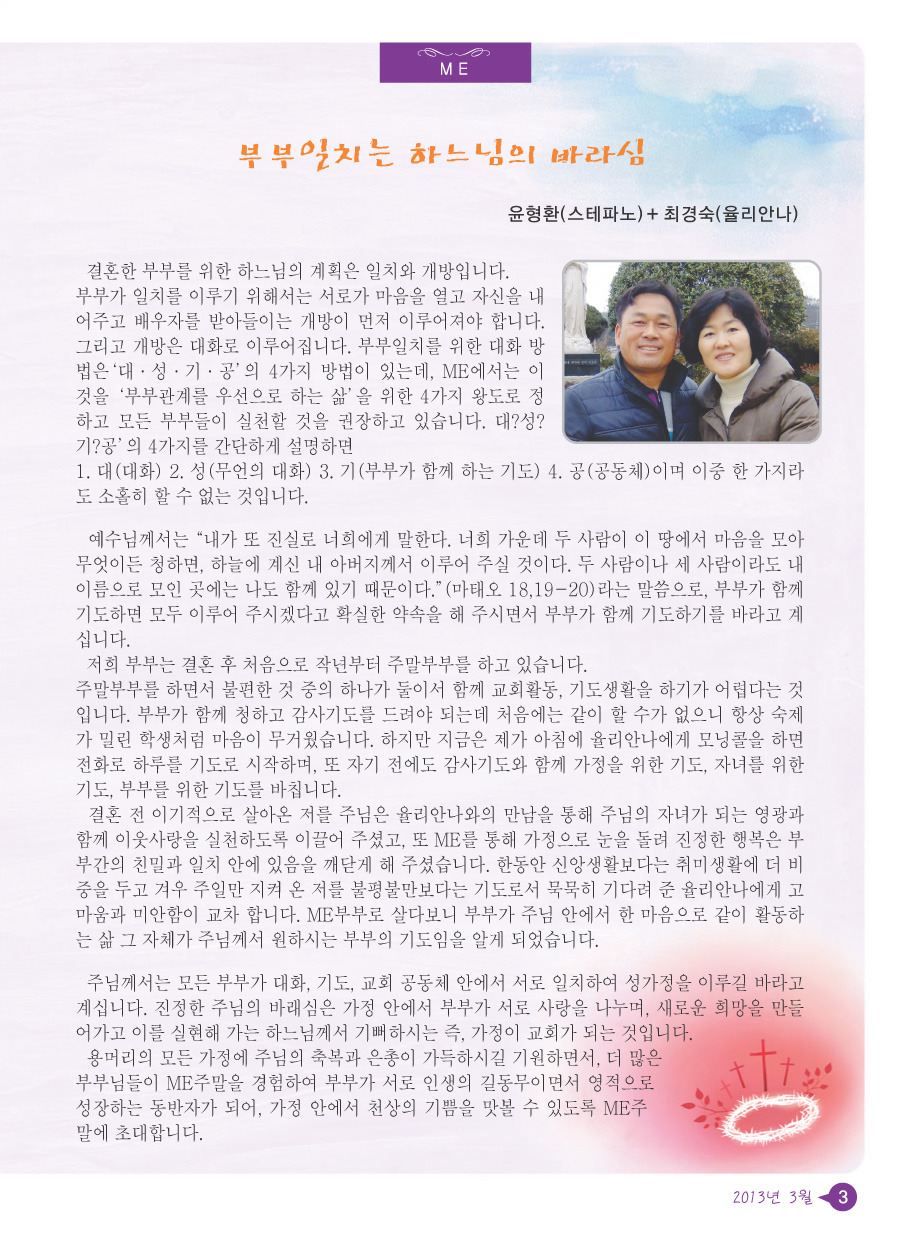 ME
부부일치는 하느님의 바라심
윤형환(스테파노)+최경숙(율리안나)
결혼한 부부를 위한 하느님의 계획은 일치와 개방입니다.
부부가 일치를 이루기 위해서는 서로가 마음을 열고 자신을 내
어주고 배우자를 받아들이는 개방이 먼저 이루어져야 합니다.
그리고 개방은 대화로 이루어집니다. 부부일치를 위한 대화 방
법은 ‘대·성·기·공’의 4가지 방법이 있는데, ME에서는 이
것을 ‘부부관계를 우선으로 하는 삶’을 위한 4가지 왕도로 정
하고 모든 부부들이 실천할 것을 권장하고 있습니다. 대?성?
기?공’의 4가지를 간단하게 설명하면
1. 대(대화) 2. 성(무언의 대화) 3. 기(부부가 함께 하는 기도) 4. 공(공동체)이며 이중 한 가지라
도 소홀히 할 수 없는 것입니다.
예수님께서는 “내가 또 진실로 너희에게 말한다. 너희 가운데 두 사람이 이 땅에서 마음을 모아
무엇이든 청하면, 하늘에 계신 내 아버지께서 이루어 주실 것이다. 두 사람이나 세 사람이라도 내
이름으로 모인 곳에는 나도 함께 있기 때문이다.”(마태오 18,19-20)라는 말씀으로, 부부가 함께
기도하면 모두 이루어 주시겠다고 확실한 약속을 해 주시면서 부부가 함께 기도하기를 바라고 계
십니다.
저희 부부는 결혼 후 처음으로 작년부터 주말부부를 하고 있습니다.
주말부부를 하면서 불편한 것 중의 하나가 둘이서 함께 교회활동, 기도생활을 하기가 어렵다는 것
입니다. 부부가 함께 청하고 감사기도를 드려야 되는데 처음에는 같이 할 수가 없으니 항상 숙제
가 밀린 학생처럼 마음이 무거웠습니다. 하지만 지금은 제가 아침에 율리안나에게 모닝콜을 하면
전화로 하루를 기도로 시작하며, 또 자기 전에도 감사기도와 함께 가정을 위한 기도, 자녀를 위한
기도, 부부를 위한 기도를 바칩니다.
결혼 전 이기적으로 살아온 저를 주님은 율리안나와의 만남을 통해 주님의 자녀가 되는 영광과
함께 이웃사랑을 실천하도록 이끌어 주셨고, 또 ME를 통해 가정으로 눈을 돌려 진정한 행복은 부
부간의 친밀과 일치 안에 있음을 깨닫게 해 주셨습니다. 한동안 신앙생활보다는 취미생활에 더 비
중을 두고 겨우 주일만 지켜 온 저를 불평불만보다는 기도로서 묵묵히 기다려 준 율리안나에게 고
마움과 미안함이 교차 합니다. ME부부로 살다보니 부부가 주님 안에서 한 마음으로 같이 활동하
는 삶 그 자체가 주님께서 원하시는 부부의 기도임을 알게 되었습니다.
주님께서는 모든 부부가 대화, 기도, 교회 공동체 안에서 서로 일치하여 성가정을 이루길 바라고
계십니다. 진정한 주님의 바래심은 가정 안에서 부부가 서로 사랑을 나누며, 새로운 희망을 만들
어가고 이를 실현해 가는 하느님께서 기뻐하시는 즉, 가정이 교회가 되는 것입니다.
용머리의 모든 가정에 주님의 축복과 은총이 가득하시길 기원하면서, 더 많은
부부님들이 ME주말을 경험하여 부부가 서로 인생의 길동무이면서 영적으로
성장하는 동반자가 되어, 가정 안에서 천상의 기쁨을 맛볼 수 있도록 ME주
말에 초대합니다.
2013년 3월 3